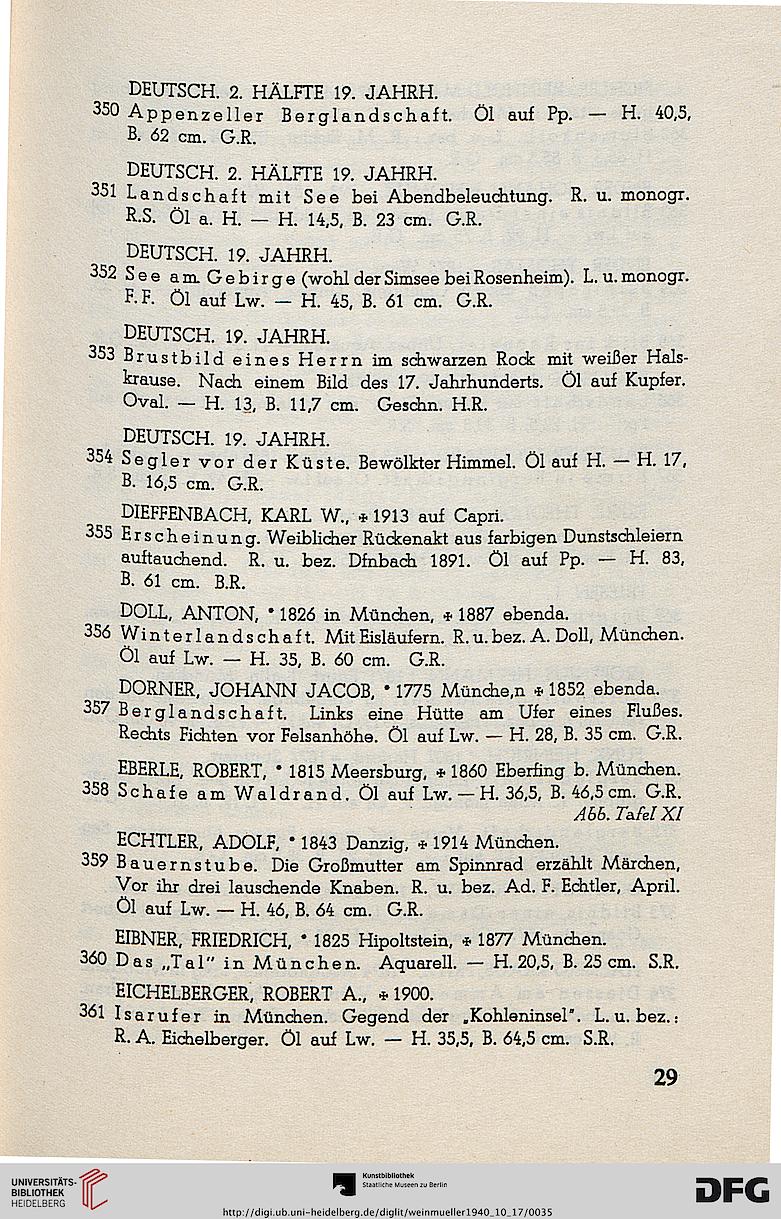 DEUTSCH. 2. HÄLFTE 19. JAHRH.
350 Appenzeller Berglandschaft. Öl auf Pp. — H. 40,5,
B. 62 cm. G.R.
DEUTSCH. 2. HÄLFTE 19. JAHRH.
351 Landschaft mit See bei Abendbeleuchtung. R. u. monogr.
R.S. Öl a. H. — H. 14,5, B. 23 cm. G.R.
DEUTSCH. 19. JAHRH.
352 See am Gebirge (wohl der Simsee bei Rosenheim). L. u. monogr.
F.F. Öl auf Lw. — H. 45, B. 61 cm. G.R.
DEUTSCH. 19. JAHRH.
353 Brustbild eines Herrn im schwarzen Rock mit weißer Hals-
krause. Nach einem Bild des 17. Jahrhunderts. Öl auf Kupfer.
Oval. — H. 13, B. 11,7 cm. Geschn. H.R.
DEUTSCH. 19. JAHRH.
354 Segler vor der Küste. Bewölkter Himmel. Öl auf H. — H. 17,
B. 16,5 cm. G.R.
DIEFFENBACH, KARL W., ✝ 1913 auf Capri.
355 Erscheinung. Weiblicher Rückenakt aus farbigen Dunstschleiern
auftauchend. R. u. bez. Dfnbach 1891. Öl auf Pp. — H. 83,
B. 61 cm. B.R.
DOLL, ANTON, * 1826 in München, ✝ 1887 ebenda.
356 Winterlandschaft. Mit Eisläufern. R. u. bez. A. Doll, München.
Öl auf Lw. — H. 35, B. 60 cm. G.R.
DORNER, JOHANN JACOB, * 1775 Münche,n ✝ 1852 ebenda.
357 Berglandschaft. Links eine Hütte am Ufer eines Flußes.
Rechts Fichten vor Felsanhöhe. Öl auf Lw. — H. 28, B. 35 cm. G.R.
EBERLE, ROBERT, * 1815 Meersburg, ✝ 1860 Eberfing b. München.
358 Schafe am Waldrand. Öl auf Lw. — H. 36,5, B. 46,5 cm. G.R.
Abb. Tafel XI
ECHTLER, ADOLF, * 1843 Danzig, ✝ 1914 München.
359 Bauernstube. Die Großmutter am Spinnrad erzählt Märchen,
Vor ihr drei lauschende Knaben. R. u. bez. Ad. F. Echtler, April.
Öl auf Lw. — H. 46, B. 64 cm. G.R.
EIBNER, FRIEDRICH, * 1825 Hipoltstein, ✝ 1877 München.
360 Das „Tal" in München. Aquarell. — H. 20,5, B. 25 cm. S.R.
EICHELBERGER, ROBERT A., ✝ 1900.
361 Isarufer in München. Gegend der „Kohleninsel". L. u. bez.:
R. A. Eichelberger. Öl auf Lw. — H. 35,5, B. 64,5 cm. S.R.
29
UNIVERSITÄTS-
BIBLIOTHEK
HEIDELBERG
Kunstbibliothek
Staatliche Museen zu Berlin
DFG
http://digi.ub.uni-heidelberg.de/diglit/weinmueller1940_10_17/0035